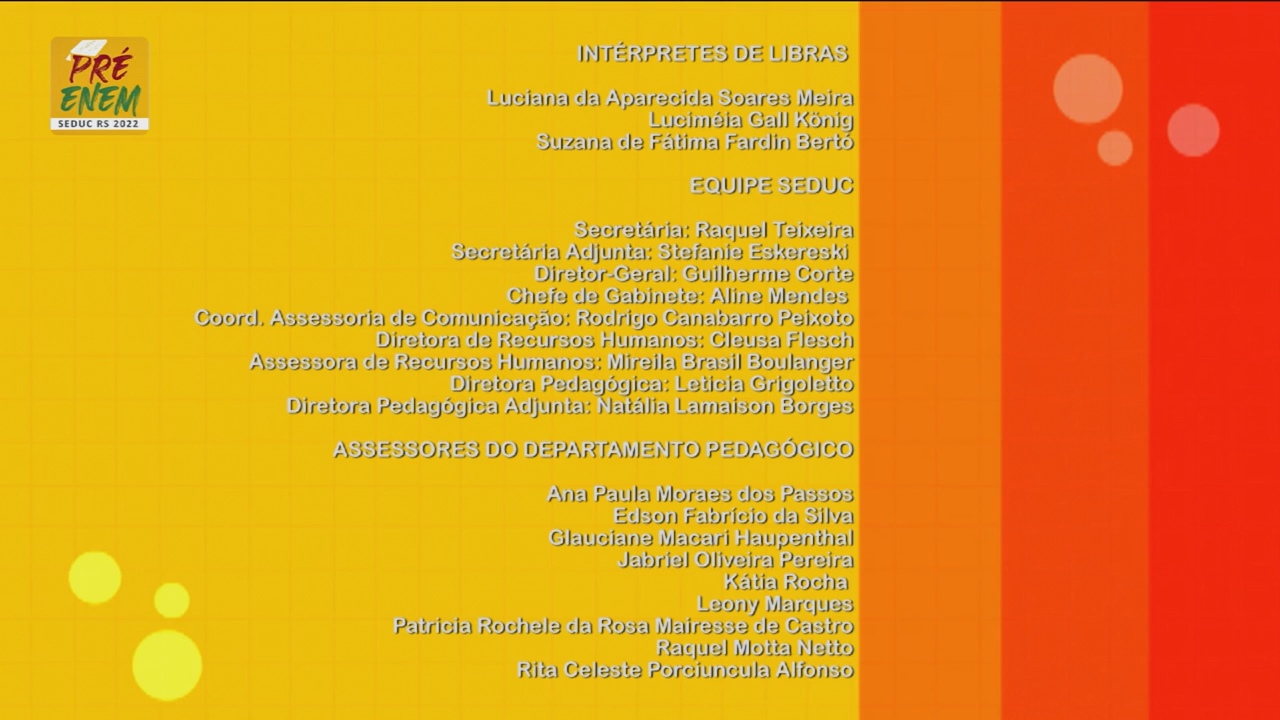 PRÉ
ENEM
SEDUC RS 2022
INTÉRPRETES DE LIBRAS
Luciana da Aparecida Soares Meira
Luciméia Gall König
Suzana de Fátima Fardin Bertó
EQUIPE SEDUC
Secretária: Raquel Teixeira
Secretária Adjunta: Stefanie Eskereski
Diretor-Geral: Guilherme Corte
Chefe de Gabinete: Aline Mendes
Coord. Assessoria de Comunicação: Rodrigo Canabarro Peixoto
Diretora de Recursos Humanos: Cleusa Flesch
Assessora de Recursos Humanos: Mireila Brasil Boulanger
Diretora Pedagógica: Leticia Grigoletto
Diretora Pedagógica Adjunta: Natália Lamaison Borges
ASSESSORES DO DEPARTAMENTO PEDAGÓGICO
Ana Paula Moraes dos Passos
Edson Fabrício da Silva
Glauciane Macari Haupenthal
Jabriel Oliveira Pereira
Kátia Rocha
Leony Marques
Patricia Rochele da Rosa Mairesse de Castro
Raquel Motta Netto
Rita Celeste Porciuncula Alfonso